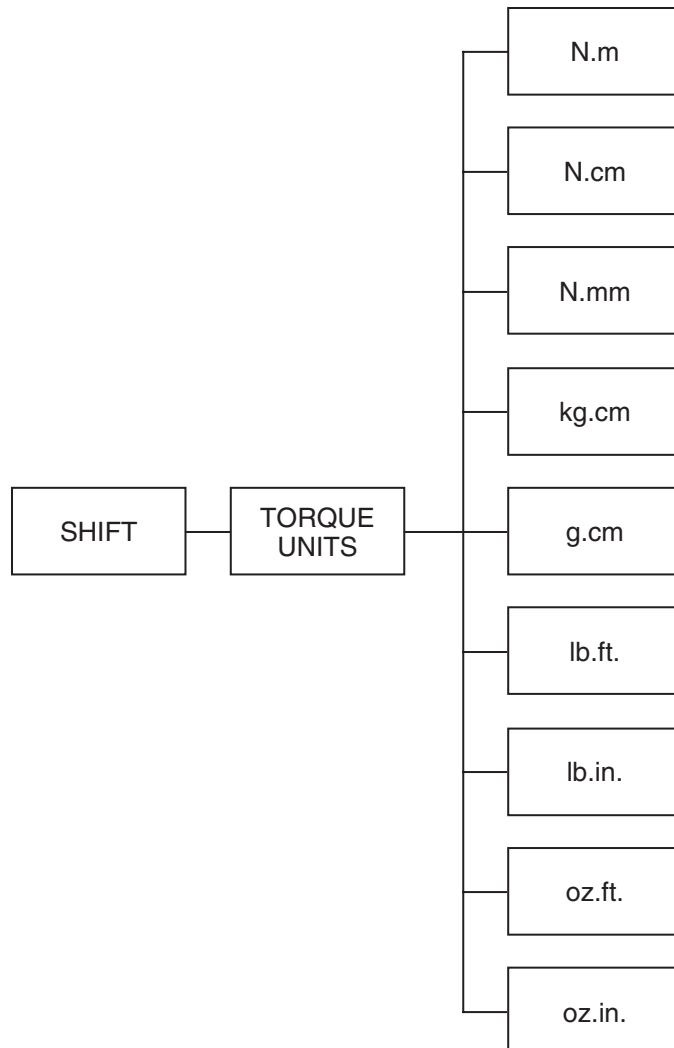 N.m
N.cm
N.mm
kg.cm
SHIFT
TORQUE
UNITS
g.cm
lb.ft.
lb.in.
oz.ft.
oz.in.